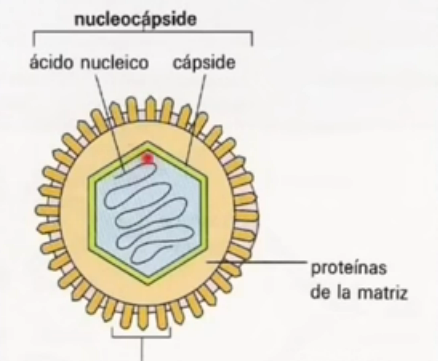 nucleocápside
ácido nucleico cápside
proteínas
de la matriz